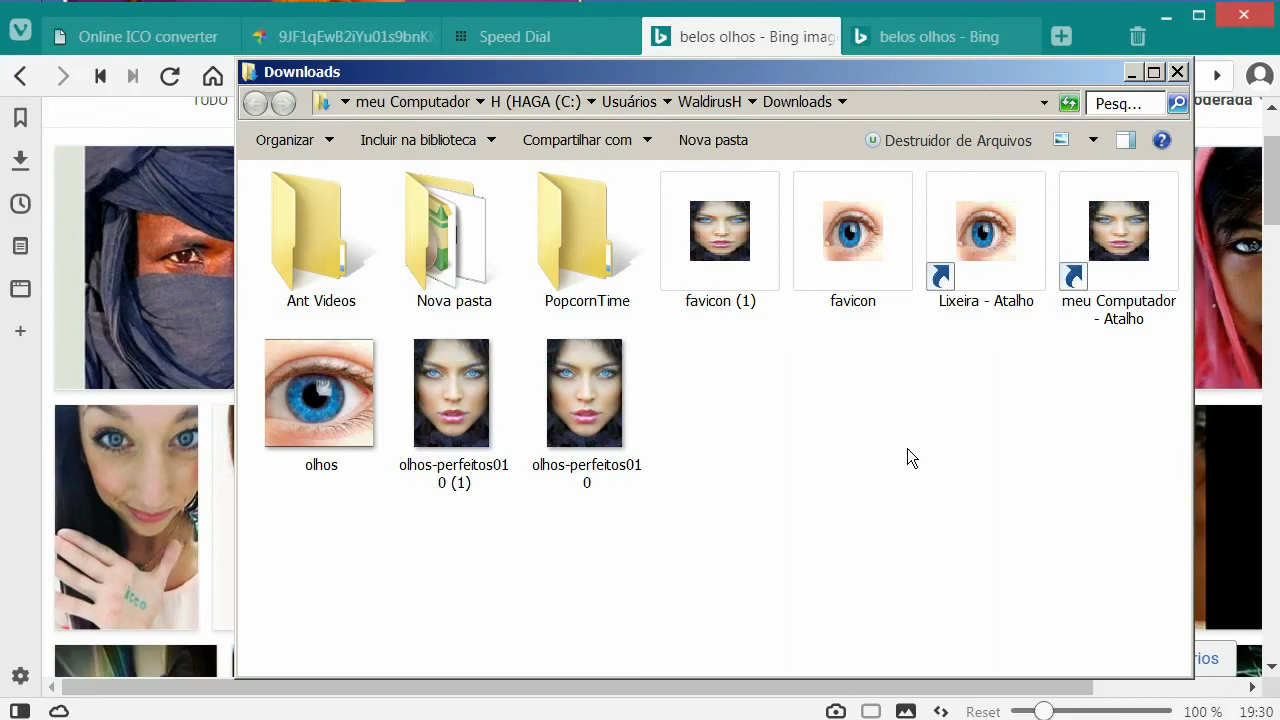 Online ICO converter
9JF1qEwB2iYu01s9bnK
Speed Dial
belos olhos - Bing imag
belos olhos - Bing
TUDO
oderada
Downloads
meu Computador
H (HAGA (C:)
Usuários
WaldirusH
Downloads
Pesq...
Organizar
Incluir na biblioteca
Compartilhar com
Nova pasta
Destruidor de Arquivos
Ant Videos
Nova pasta
PopcornTime
favicon (1)
favicon
Lixeira - Atalho
meu Computador
- Atalho
olhos
olhos-perfeitos01
0 (1)
olhos-perfeitos01
0
icco
rios
Reset
100 %
19:30